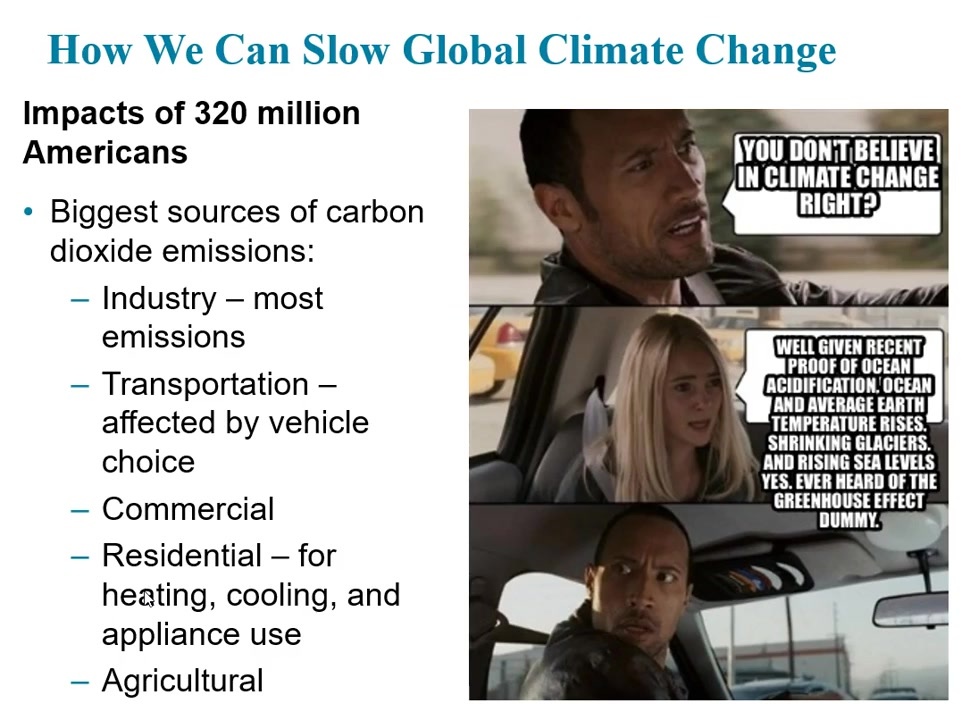 How We Can Slow Global Climate Change
Impacts of 320 million
Americans
• Biggest sources of carbon
dioxide emissions:
– Industry – most
emissions
– Transportation –
affected by vehicle
choice
– Commercial
– Residential – for
heating, cooling, and
appliance use
– Agricultural
YOU DON'T BELIEVE
IN CLIMATE CHANGE
RIGHT?
WELL GIVEN RECENT
PROOF OF OCEAN
ACIDIFICATION, OCEAN
AND AVERAGE EARTH
TEMPERATURE RISES,
SHRINKING GLACIERS,
AND RISING SEA LEVELS
YES. EVER HEARD OF THE
GREENHOUSE EFFECT
DUMMY.